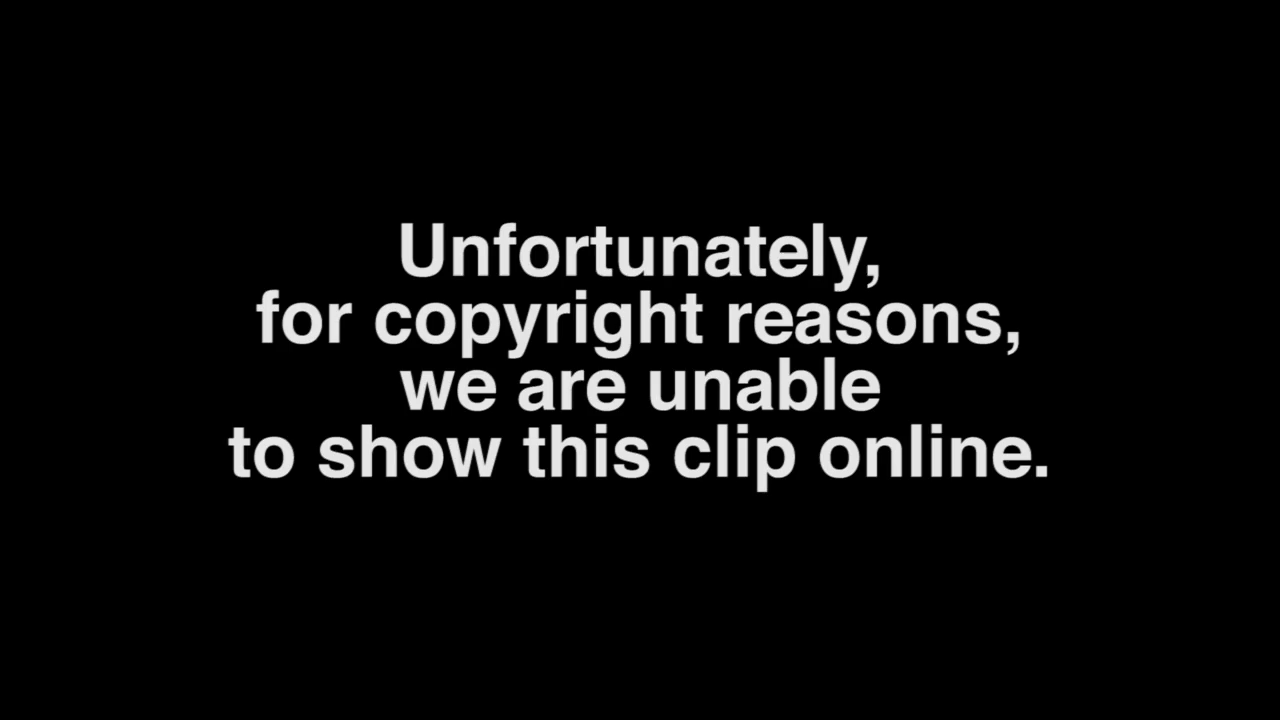 Unfortunately,
for copyright reasons,
we are unable
to show this clip online.